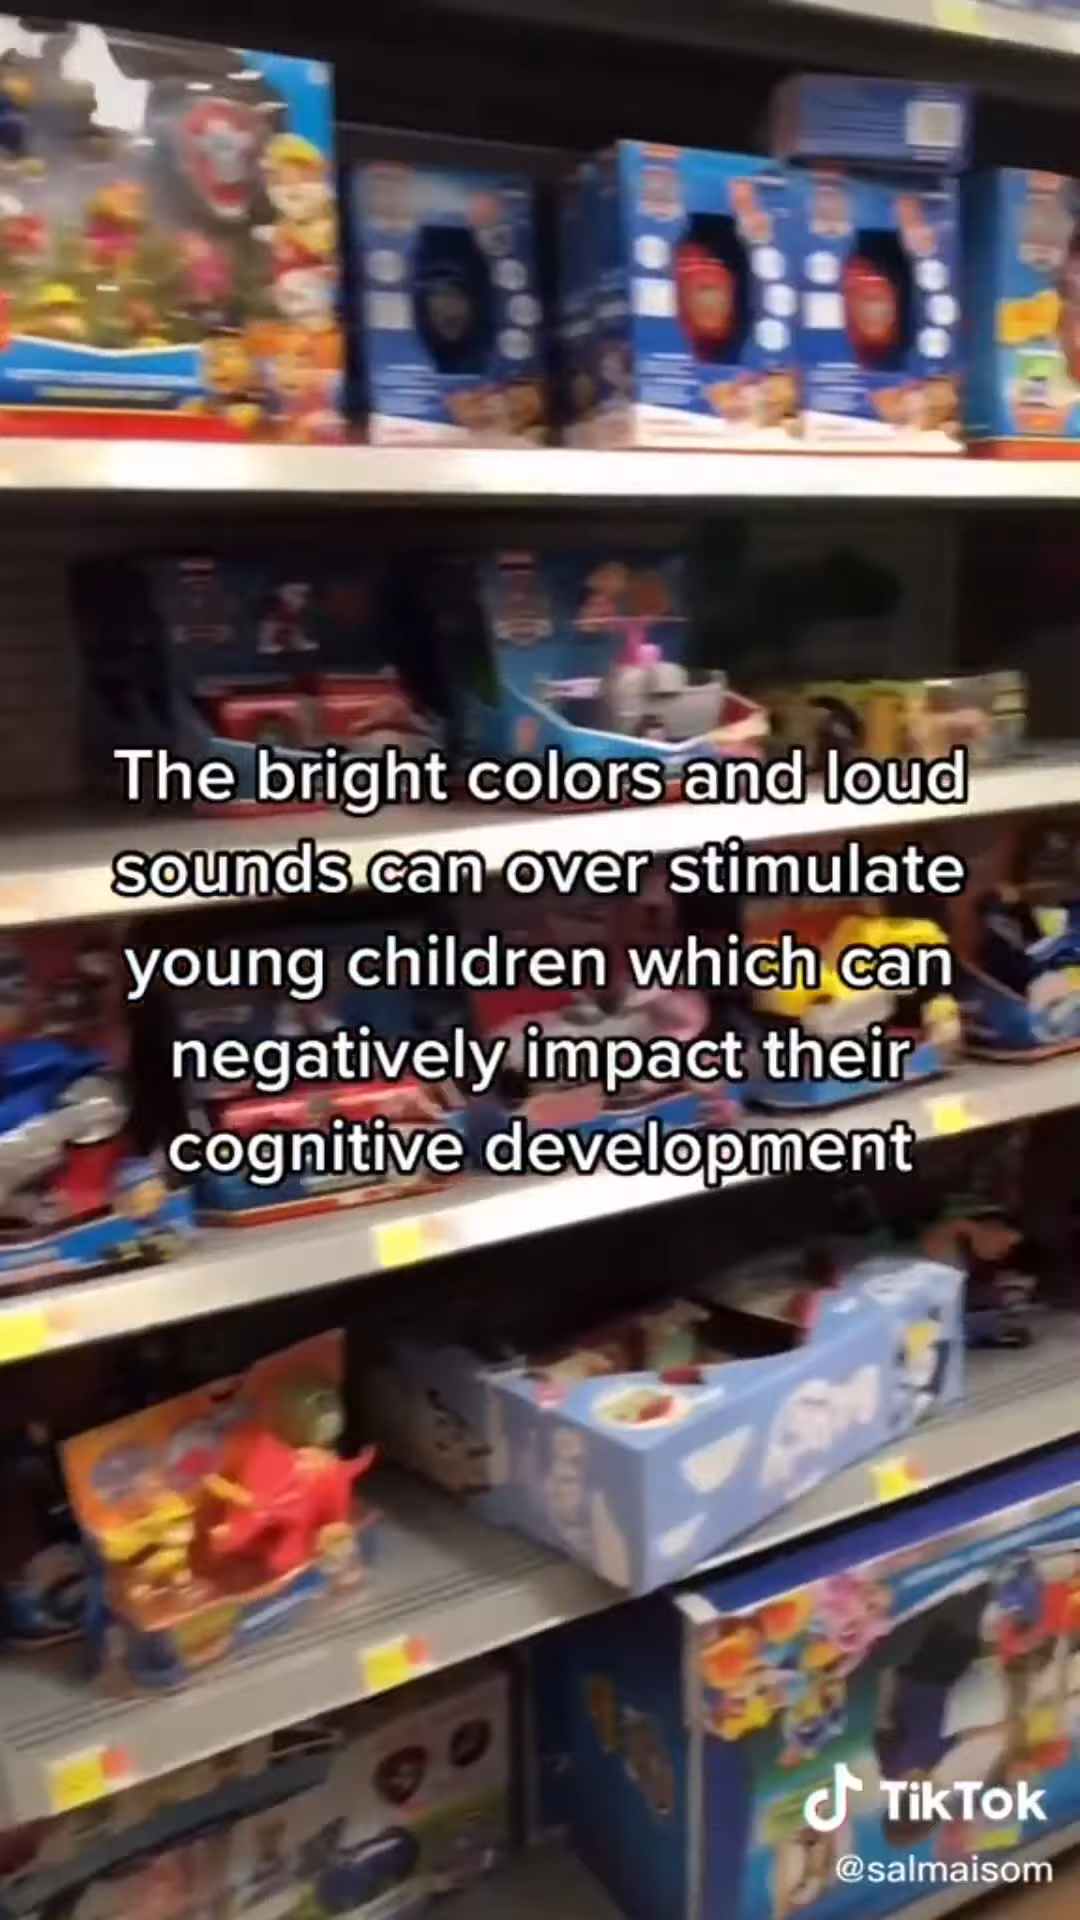 The bright colors and loud
sounds can over stimulate
young children which can
negatively impact their
cognitive development
TikTok
@salmaisom